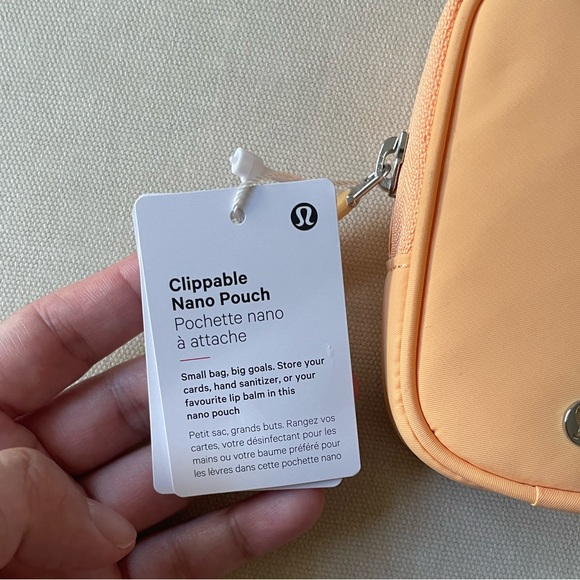 Clippable
Nano Pouch
Pochette nano
à attache
Small bag, big goals. Store your
cards, hand sanitizer, or your
favourite lip balm in this
nano pouch
Petit sac, grands buts. Rangez vos
cartes, votre désinfectant pour les
mains ou votre baume préféré pour
les lèvres dans cette pochette nano